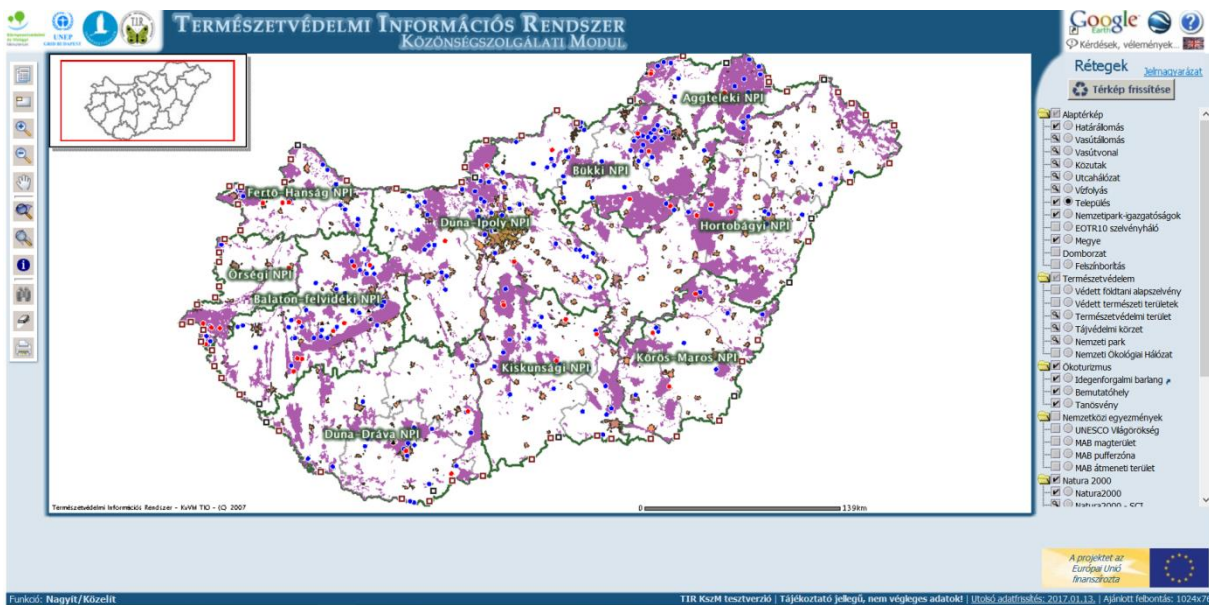 UNEP
TERMÉSZETVÉDELMI INFORMÁCIÓS RENDSZER
KÖZÖNSÉGSZOLGÁLATI MODUL
T.I.R.
Google
Earth
Kérdések, vélemények...
Rétegek
Jelmagyarázat
Térkép frissítése
Alaptérkép
Határállomás
Vasútállomás
Vasútvonal
Közutak
Utcahálózat
Vízfolyás
Település
Nemzetipark-igazgatóságok
EOTR10 szelvényháló
Megye
Domborzat
Felszínborítás
Természetvédelem
Védett földtani alapszelvény
Védett természeti területek
Természetvédelmi terület
Tájvédelmi körzet
Nemzeti park
Nemzeti Ökológiai Hálózat
Ökoturizmus
Idegenforgalmi barlang
Bemutatóhely
Tanösvény
Nemzetközi egyezmények
UNESCO Világörökség
MAB magterület
MAB pufferzóna
MAB átmeneti terület
Natura 2000
Natura2000
Natura2000 - SCI
Aggteleki NPI
Bükki NPI
Fertő-Hanság NPI
Duna-Ipoly NPI
Hortobágyi NPI
Őrségi NPI
Balaton-felvidéki NPI
Körös-Maros NPI
Kiskunsági NPI
Duna-Dráva NPI
Természetvédelmi Információs Rendszer - KvVM TIO - (C) 2007
0 139km
A projektet az
Európai Unió
finanszírozta
Funkció: Nagyít/Közelít
TIR KszM tesztverzió | Tájékoztató jellegű, nem végleges adatok! | Utolsó adatfrissítés: 2017.01.13. | Ajánlott felbontás: 1024x76